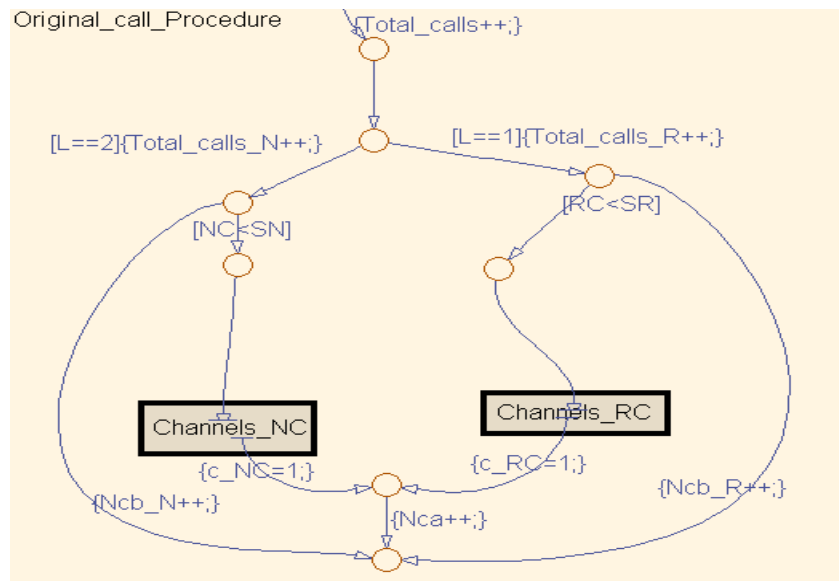 Original_call_Procedure
{Total_calls++;}
[L==2]{Total_calls_N++;}
[L==1]{Total_calls_R++;}
[NC<SN]
[RC<SR]
Channels_NC
Channels_RC
{c_NC=1;}
{c_RC=1;}
{Ncb_N++;}
{Ncb_R++;}
{Nca++;}